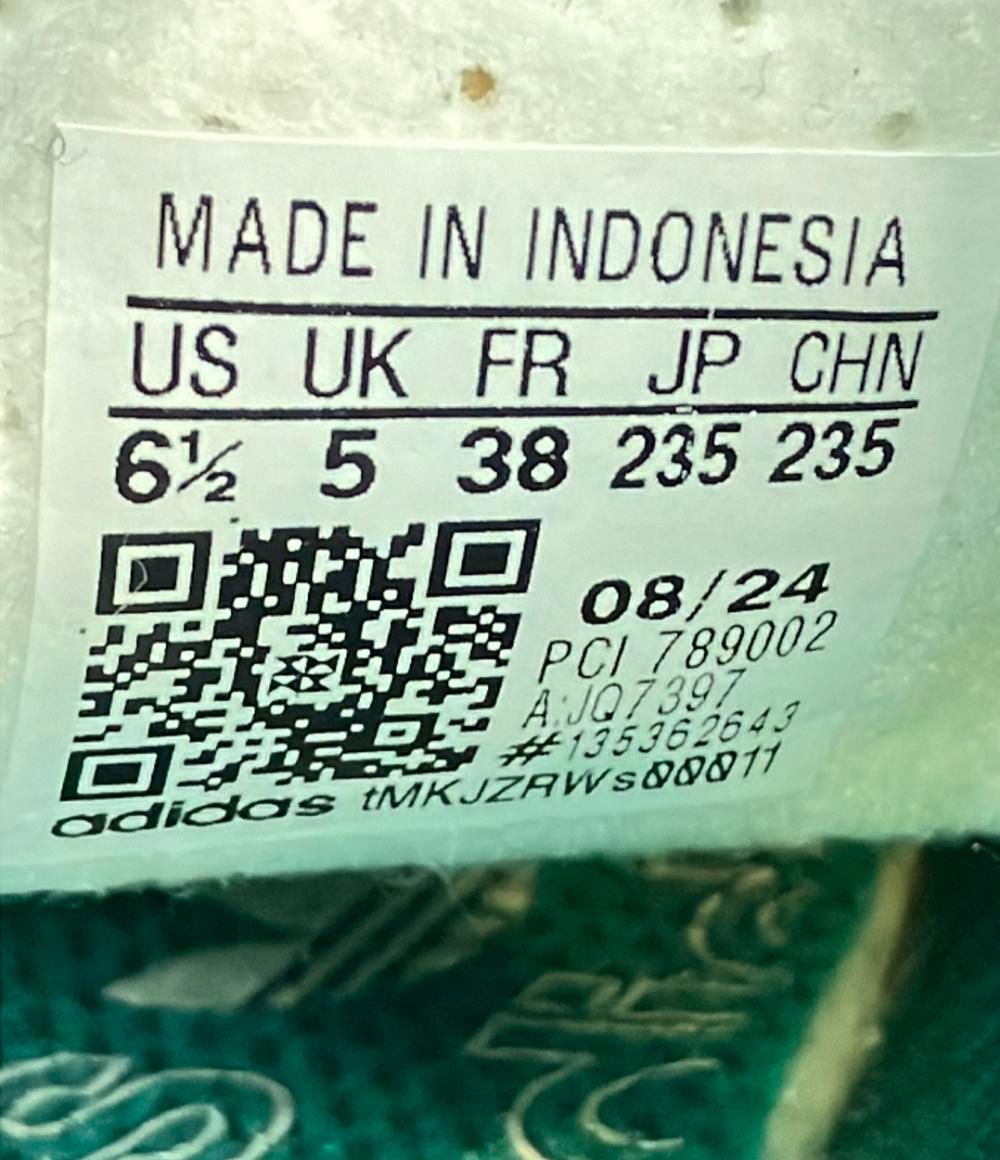 MADE IN INDONESIA
US UK FR JP CHN
6½ 5 38 235 235
08/24
PCI 789002
A:JQ7397
#135362643
adidas tMKJZRWs00011